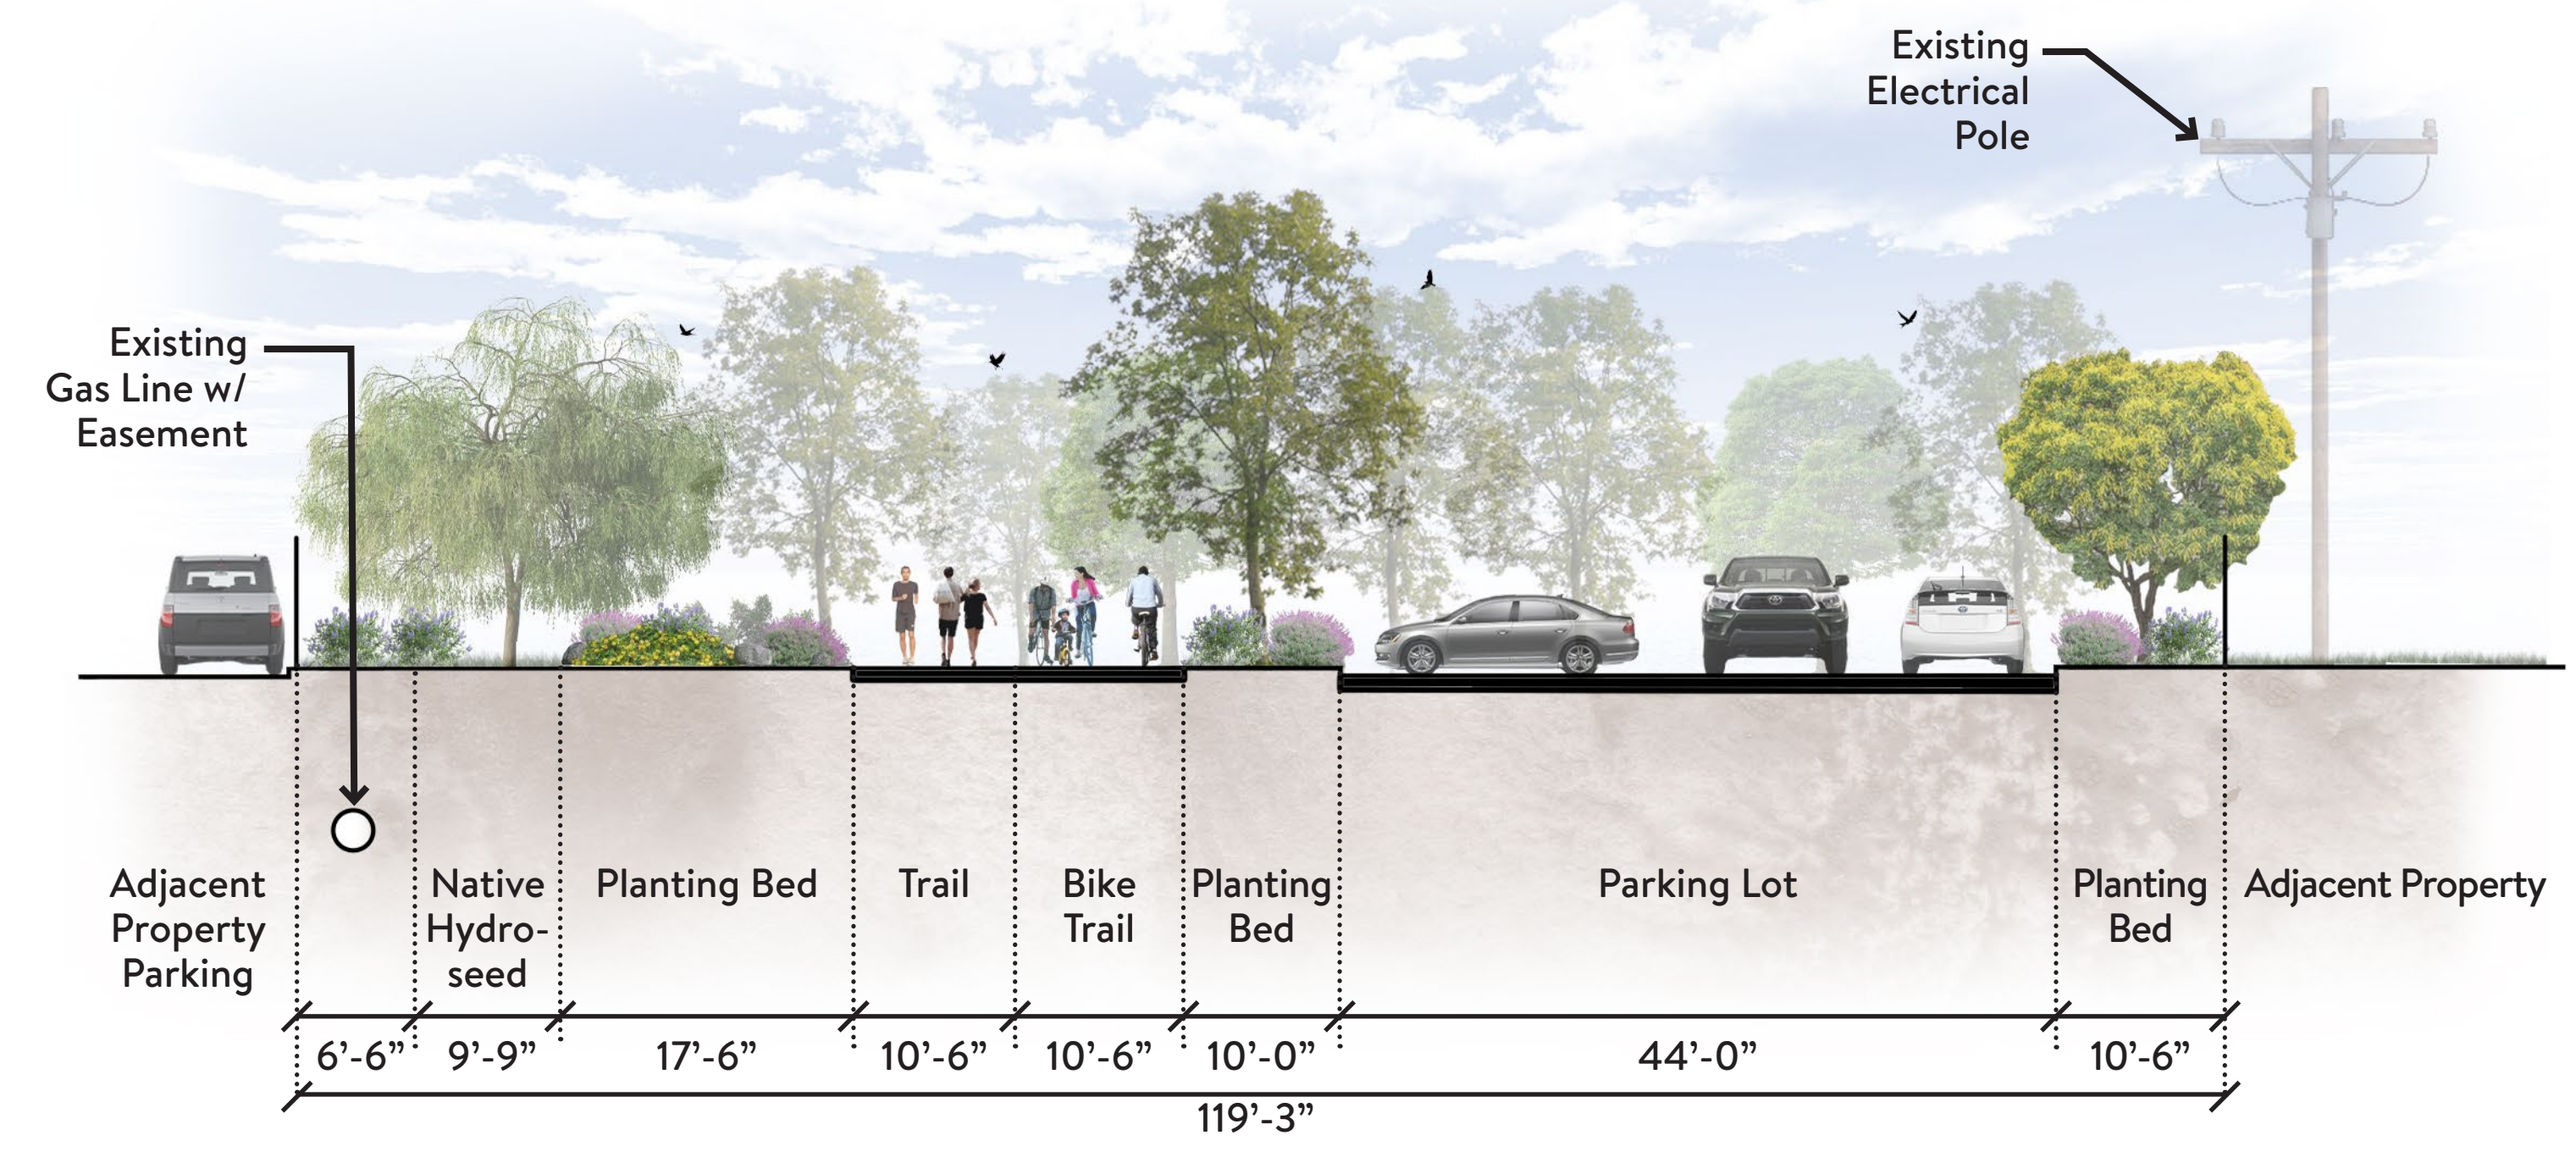 Existing
Electrical
Pole
Existing
Gas Line w/
Easement
Adjacent
Property
Parking
Native
Hydro-
seed
Planting Bed
Trail
Bike
Trail
Planting
Bed
Parking Lot
Planting
Bed
Adjacent Property
6’-6” 9’-9” 17’-6” 10’-6” 10’-6” 10’-0” 44’-0” 10’-6”
119’-3”